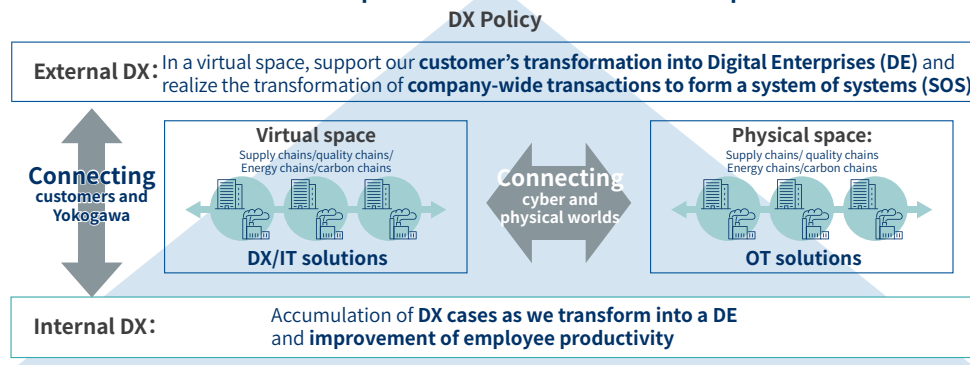 DX Policy
External DX:
In a virtual space, support our customer's transformation into Digital Enterprises (DE) and
realize the transformation of company-wide transactions to form a system of systems (SOS)
Connecting
customers and
Yokogawa
Virtual space
Supply chains/quality chains/
Energy chains/carbon chains
DX/IT solutions
Connecting
cyber and
physical worlds
Physical space:
Supply chains/ quality chains
Energy chains/carbon chains
OT solutions
Internal DX:
Accumulation of DX cases as we transform into a DE
and improvement of employee productivity